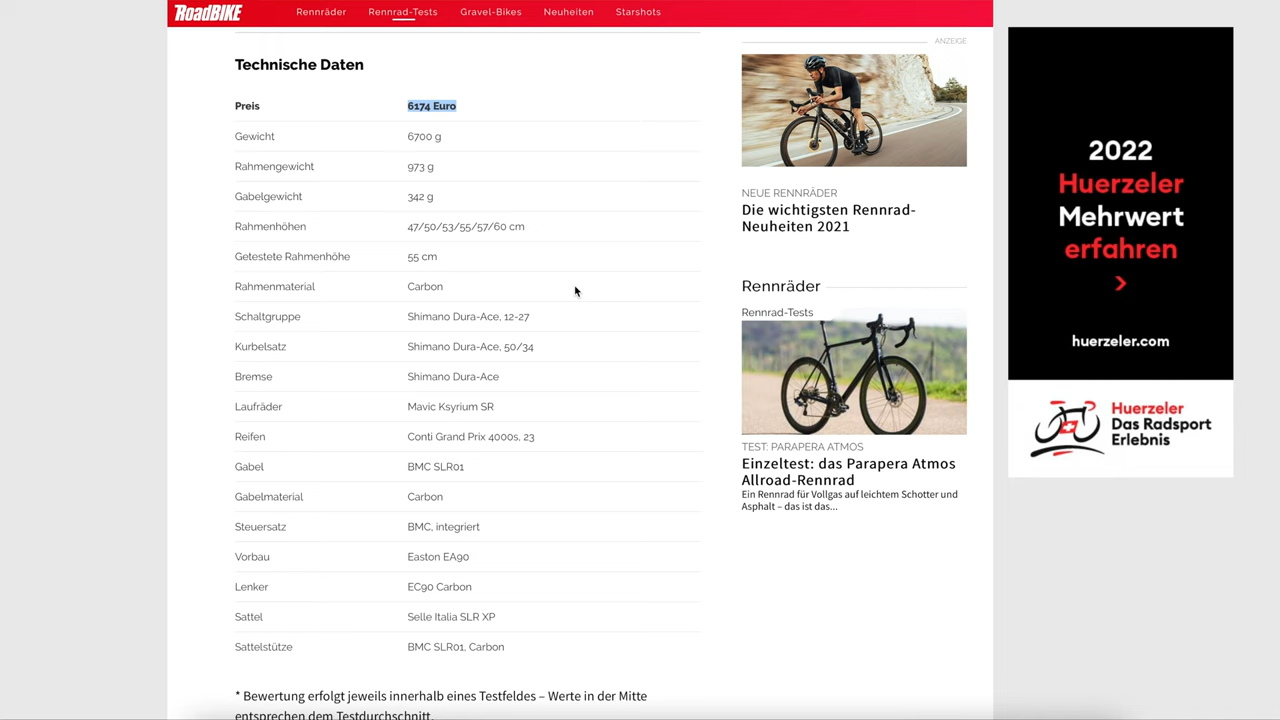 RoadBIKE
Rennräder
Rennrad-Tests
Gravel-Bikes
Neuheiten
Starshots
Technische Daten
Preis 6174 Euro
Gewicht 6700 g
Rahmengewicht 973 g
Gabelgewicht 342 g
Rahmenhöhen 47/50/53/55/57/60 cm
Getestete Rahmenhöhe 55 cm
Rahmenmaterial Carbon
Schaltgruppe Shimano Dura-Ace, 12-27
Kurbelsatz Shimano Dura-Ace, 50/34
Bremse Shimano Dura-Ace
Laufräder Mavic Ksyrium SR
Reifen Conti Grand Prix 4000s, 23
Gabel BMC SLR01
Gabelmaterial Carbon
Steuersatz BMC, integriert
Vorbau Easton EA90
Lenker EC90 Carbon
Sattel Selle Italia SLR XP
Sattelstütze BMC SLR01, Carbon
* Bewertung erfolgt jeweils innerhalb eines Testfeldes – Werte in der Mitte
entsprechen dem Testdurchschnitt.
ANZEIGE
NEUE RENNRÄDER
Die wichtigsten Rennrad-
Neuheiten 2021
Rennräder
Rennrad-Tests
TEST: PARAPERA ATMOS
Einzeltest: das Parapera Atmos
Allroad-Rennrad
Ein Rennrad für Vollgas auf leichtem Schotter und
Asphalt – das ist das...
2022
Huerzeler
Mehrwert
erfahren
>
huerzeler.com
Huerzeler
Das Radsport
Erlebnis